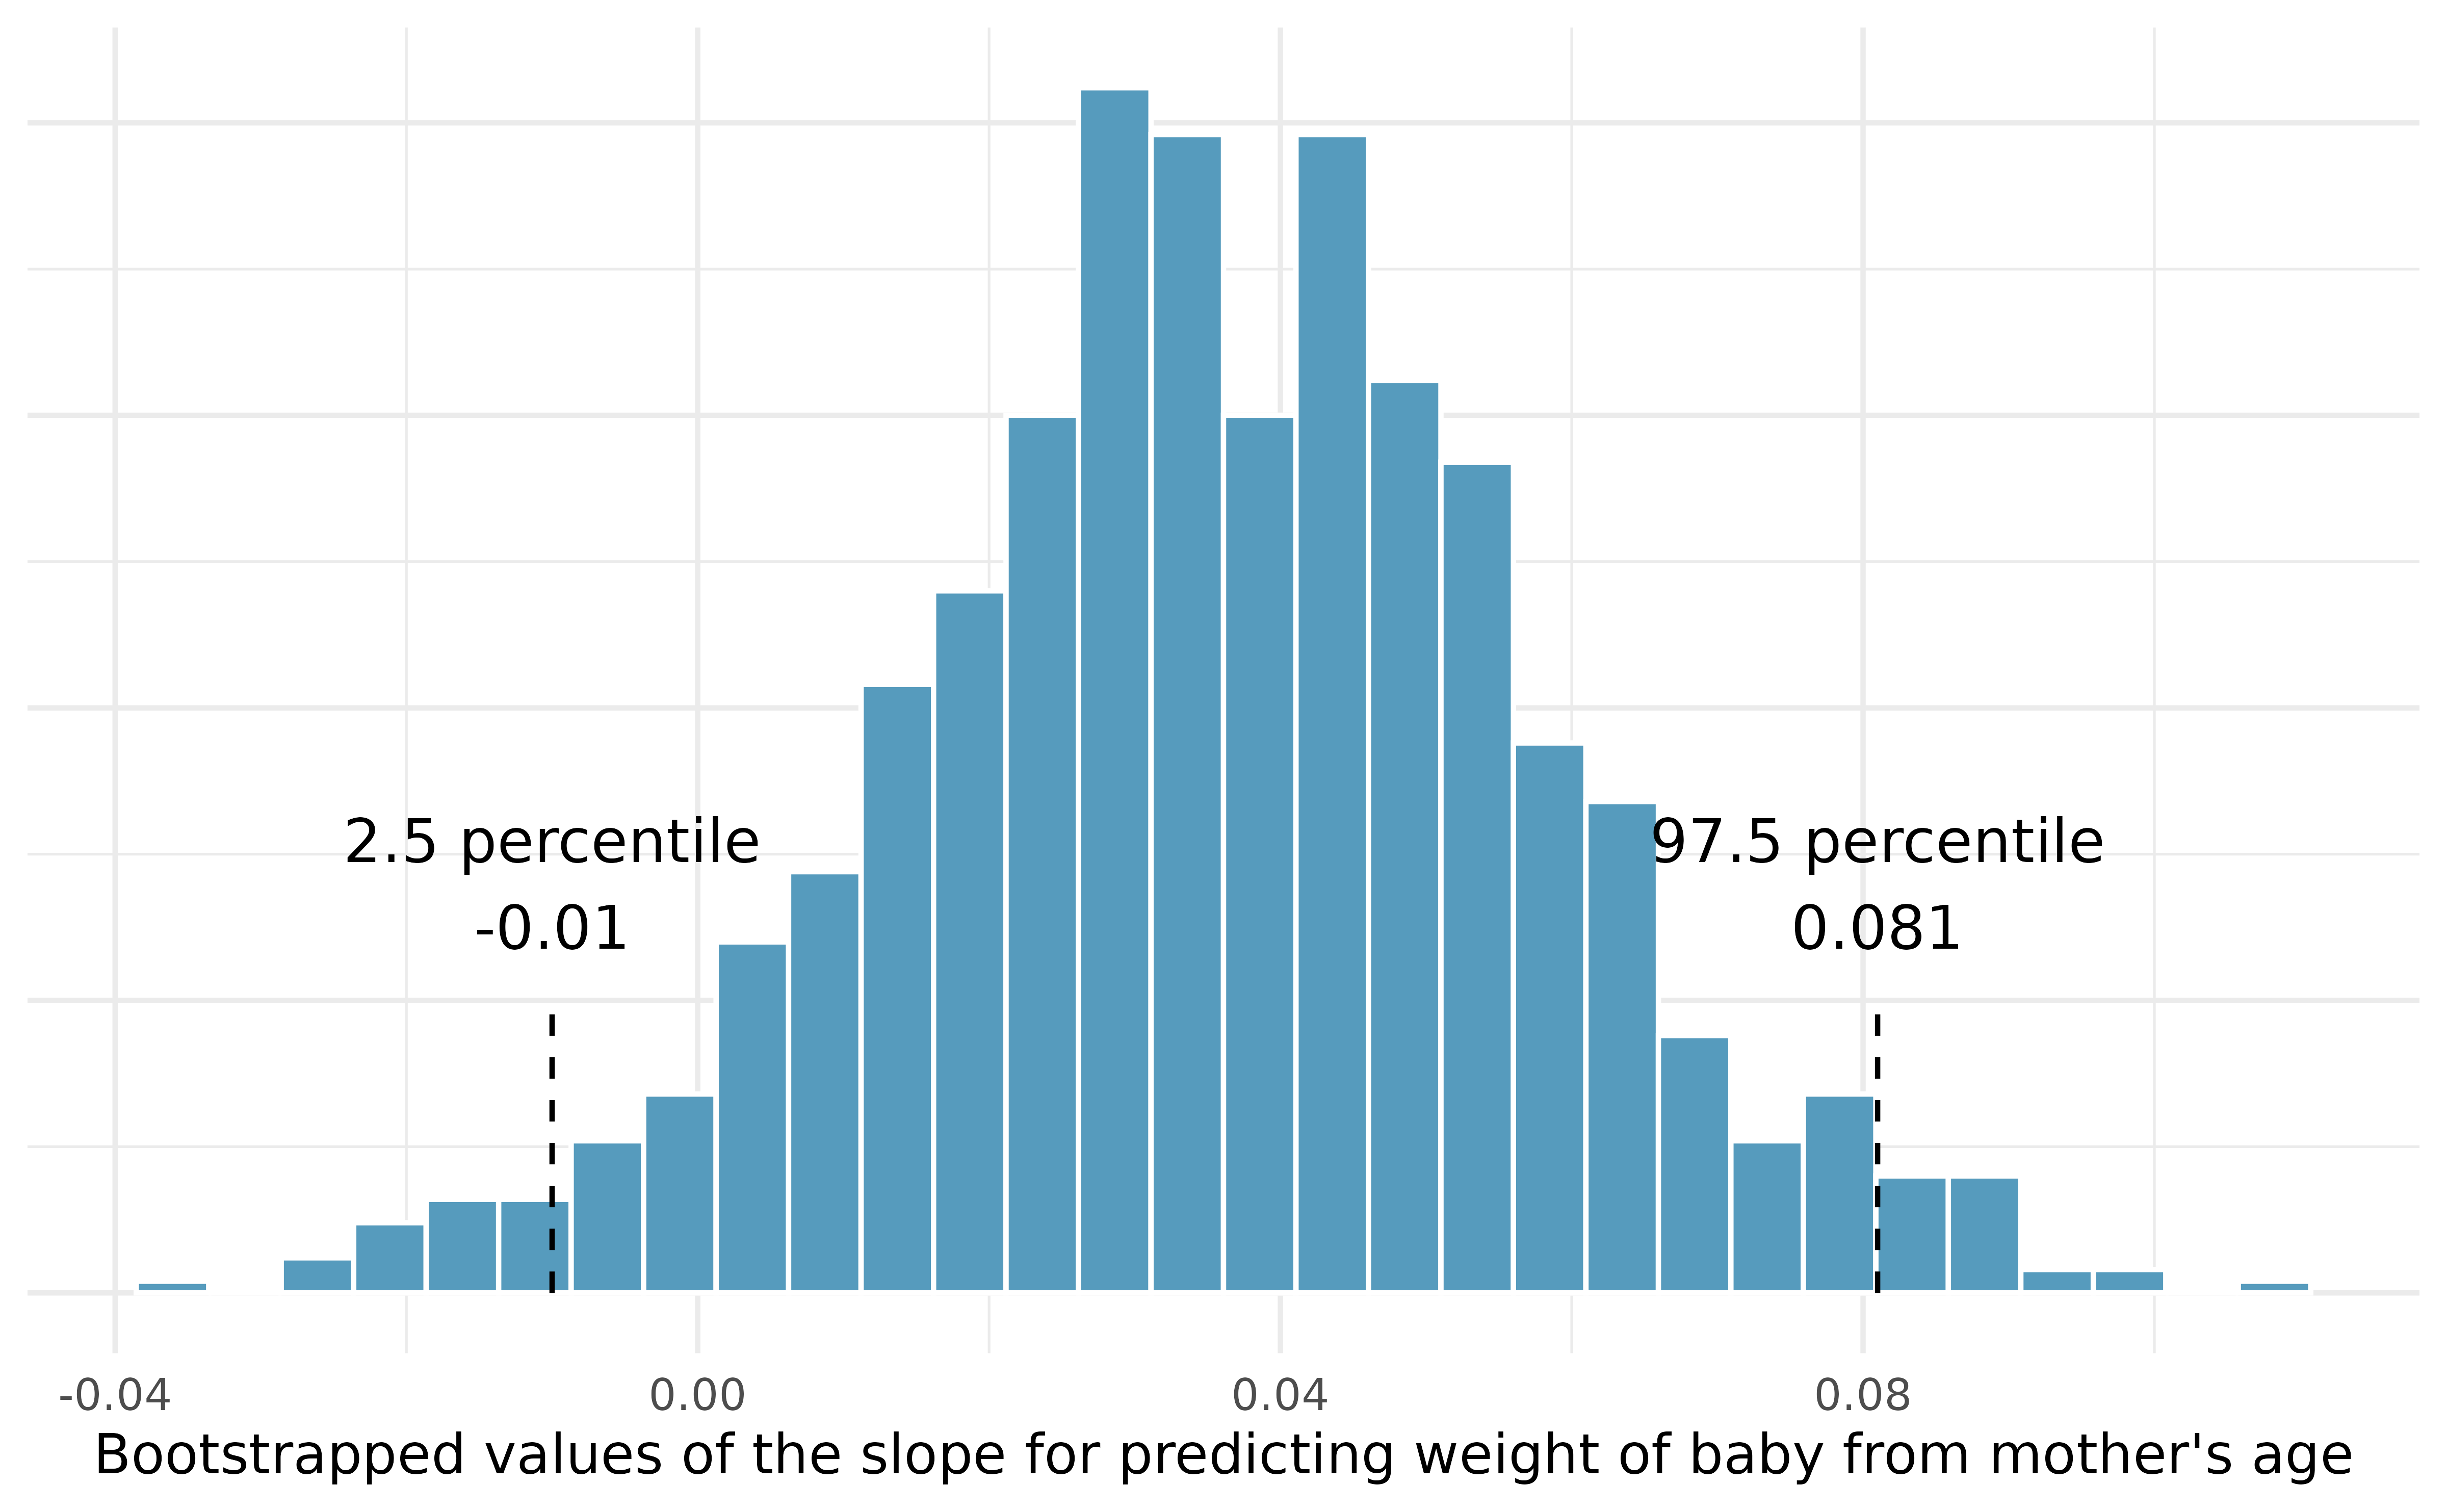 2.5 percentile
-0.01
97.5 percentile
0.081
-0.04
0.00
0.04
0.08
Bootstrapped values of the slope for predicting weight of baby from mother's age